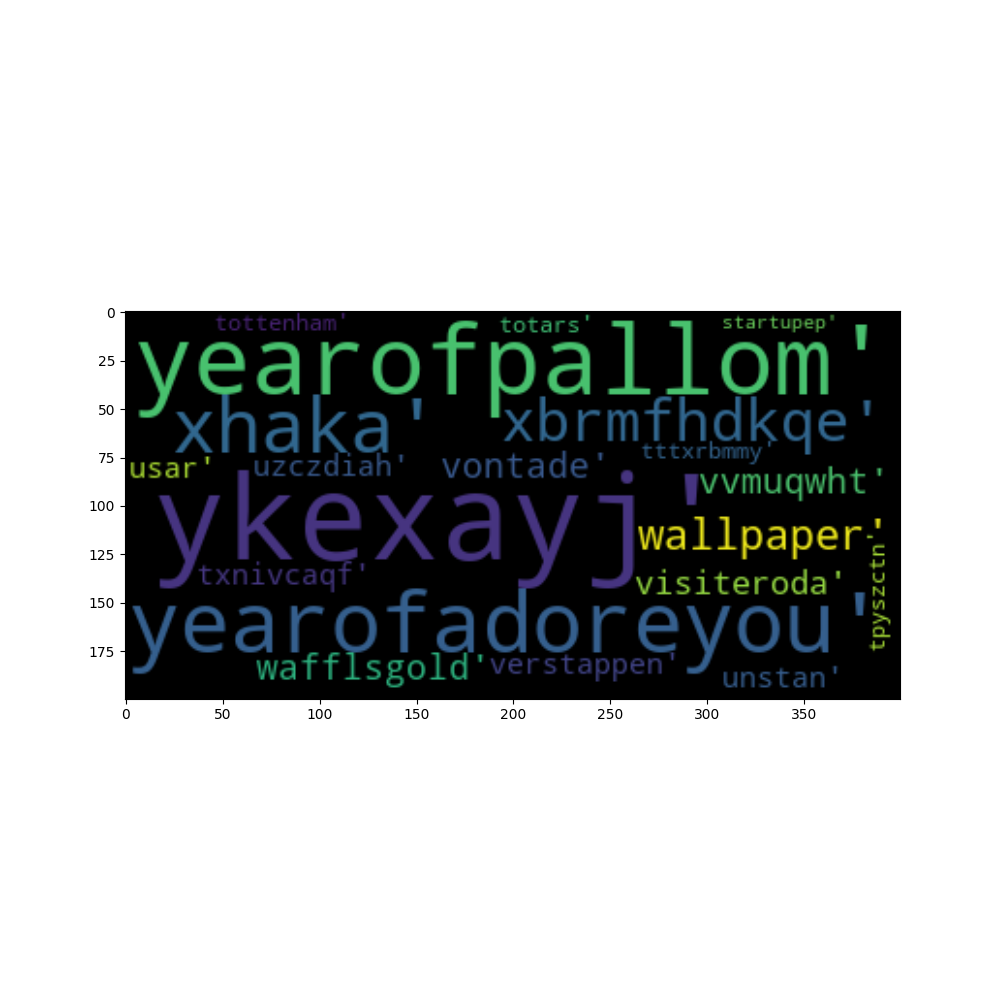 0
tottenham' totars' startupep'
yearofpallom'
25
50
xhaka' xbrmfhdkqe'
75
usar' uzczdiah' vontade' tttxrbmmy'
vvmuqwht'
100
ykexayj'
wallpaper'
125
txnivcaqf' visiteroda' tpyszctn'
150
yearofadoreyou'
175
wafflsgold' verstappen' unstan'
0 50 100 150 200 250 300 350